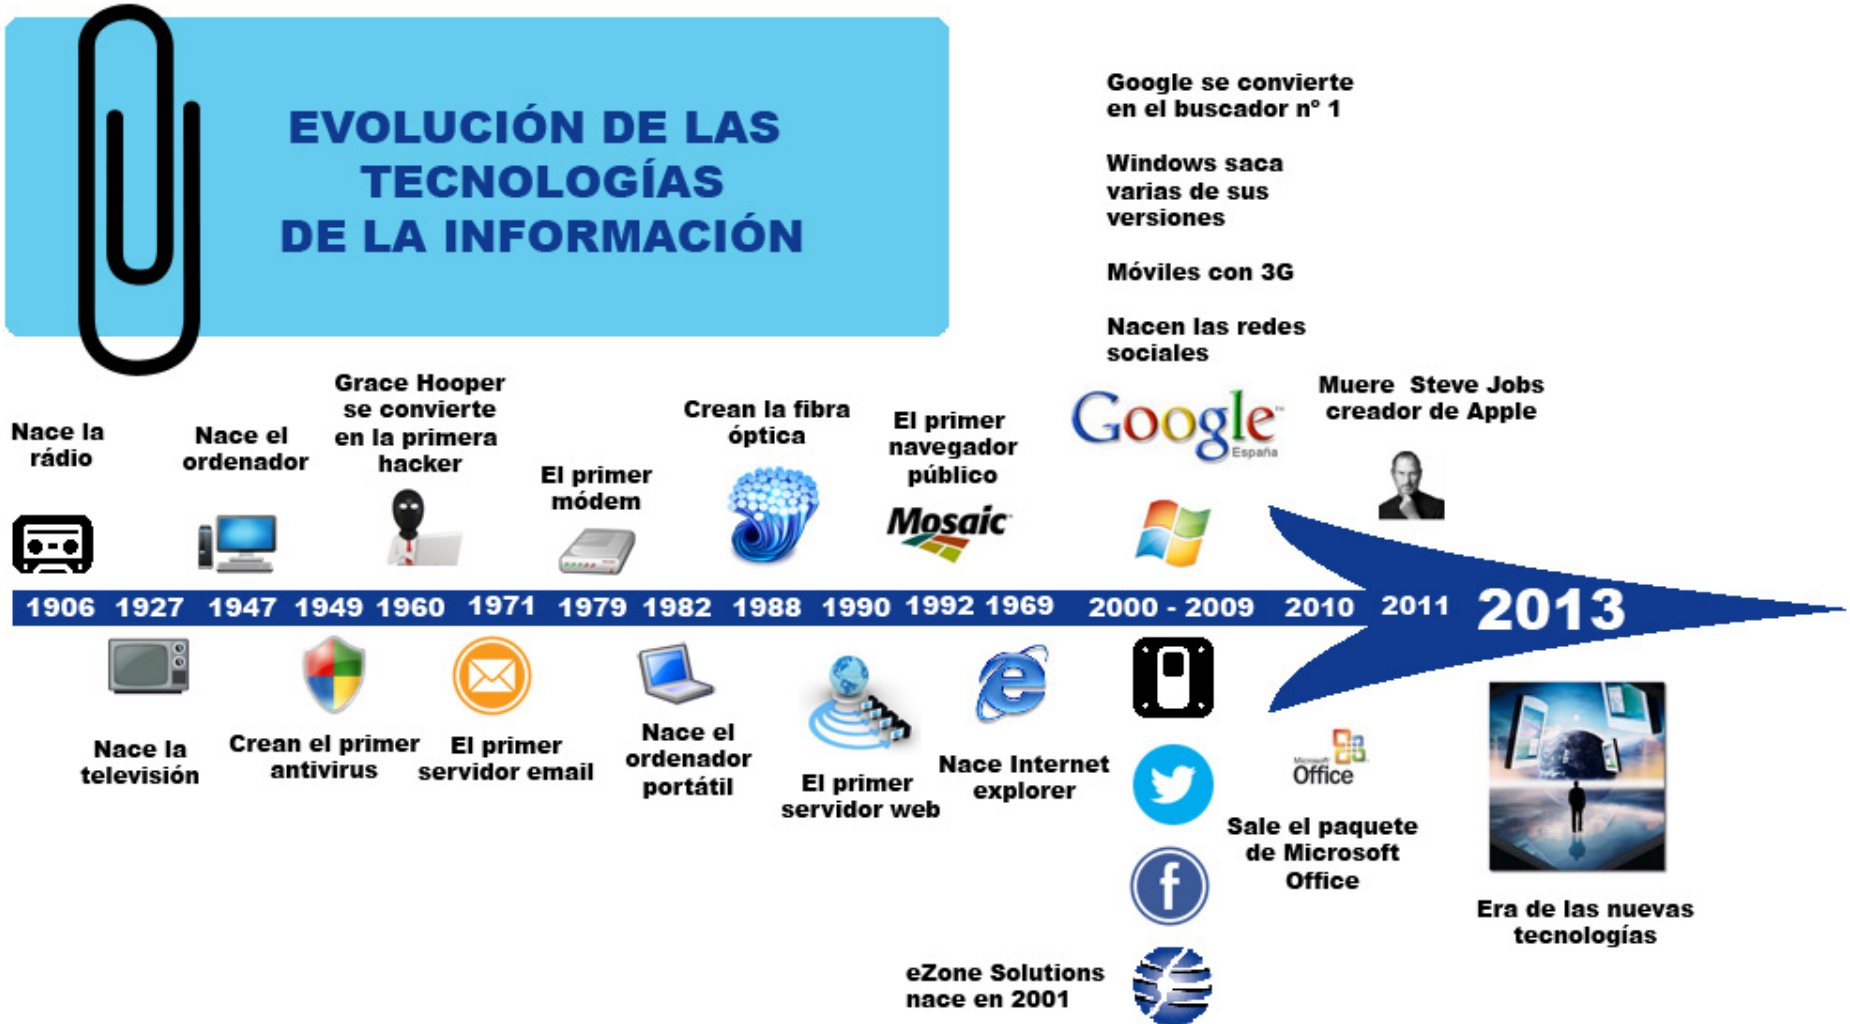 EVOLUCIÓN DE LAS
TECNOLOGÍAS
DE LA INFORMACIÓN
Google se convierte
en el buscador nº 1
Windows saca
varias de sus
versiones
Móviles con 3G
Nacen las redes
sociales
Nace la
rádio
Nace el
ordenador
Grace Hooper
se convierte
en la primera
hacker
El primer
módem
Crean la fibra
óptica
El primer
navegador
público
Mosaic
Google
España
Muere Steve Jobs
creador de Apple
1906 1927 1947 1949 1960 1971 1979 1982 1988 1990 1992 1969 2000 - 2009 2010 2011 2013
Nace la
televisión
Crean el primer
antivirus
El primer
servidor email
Nace el
ordenador
portátil
El primer
servidor web
Nace Internet
explorer
Microsoft
Office
Sale el paquete
de Microsoft
Office
Era de las nuevas
tecnologías
eZone Solutions
nace en 2001